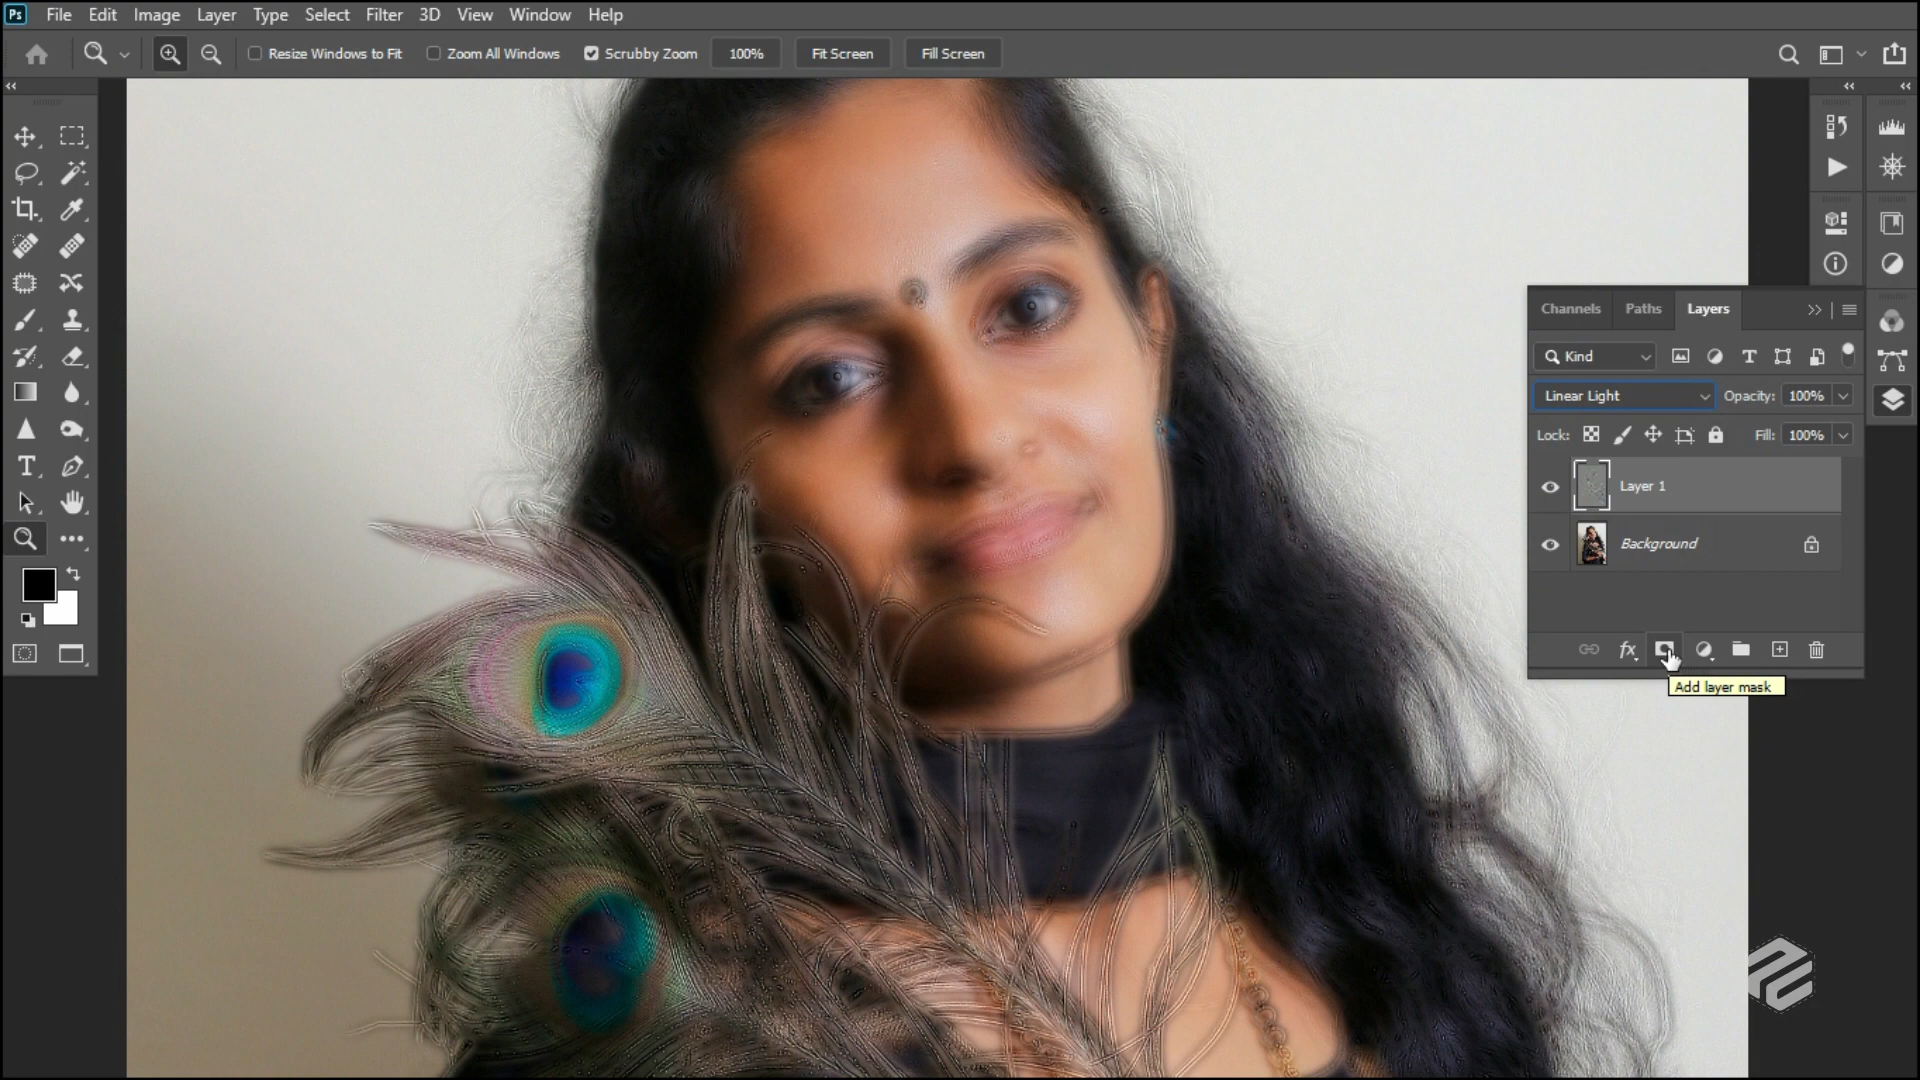 Ps File Edit Image Layer Type Select Filter 3D View Window Help
Resize Windows to Fit Zoom All Windows Scrubby Zoom 100% Fit Screen Fill Screen
Channels Paths Layers
Kind
Linear Light Opacity: 100%
Lock: Fill: 100%
Layer 1
Background
fx
Add layer mask